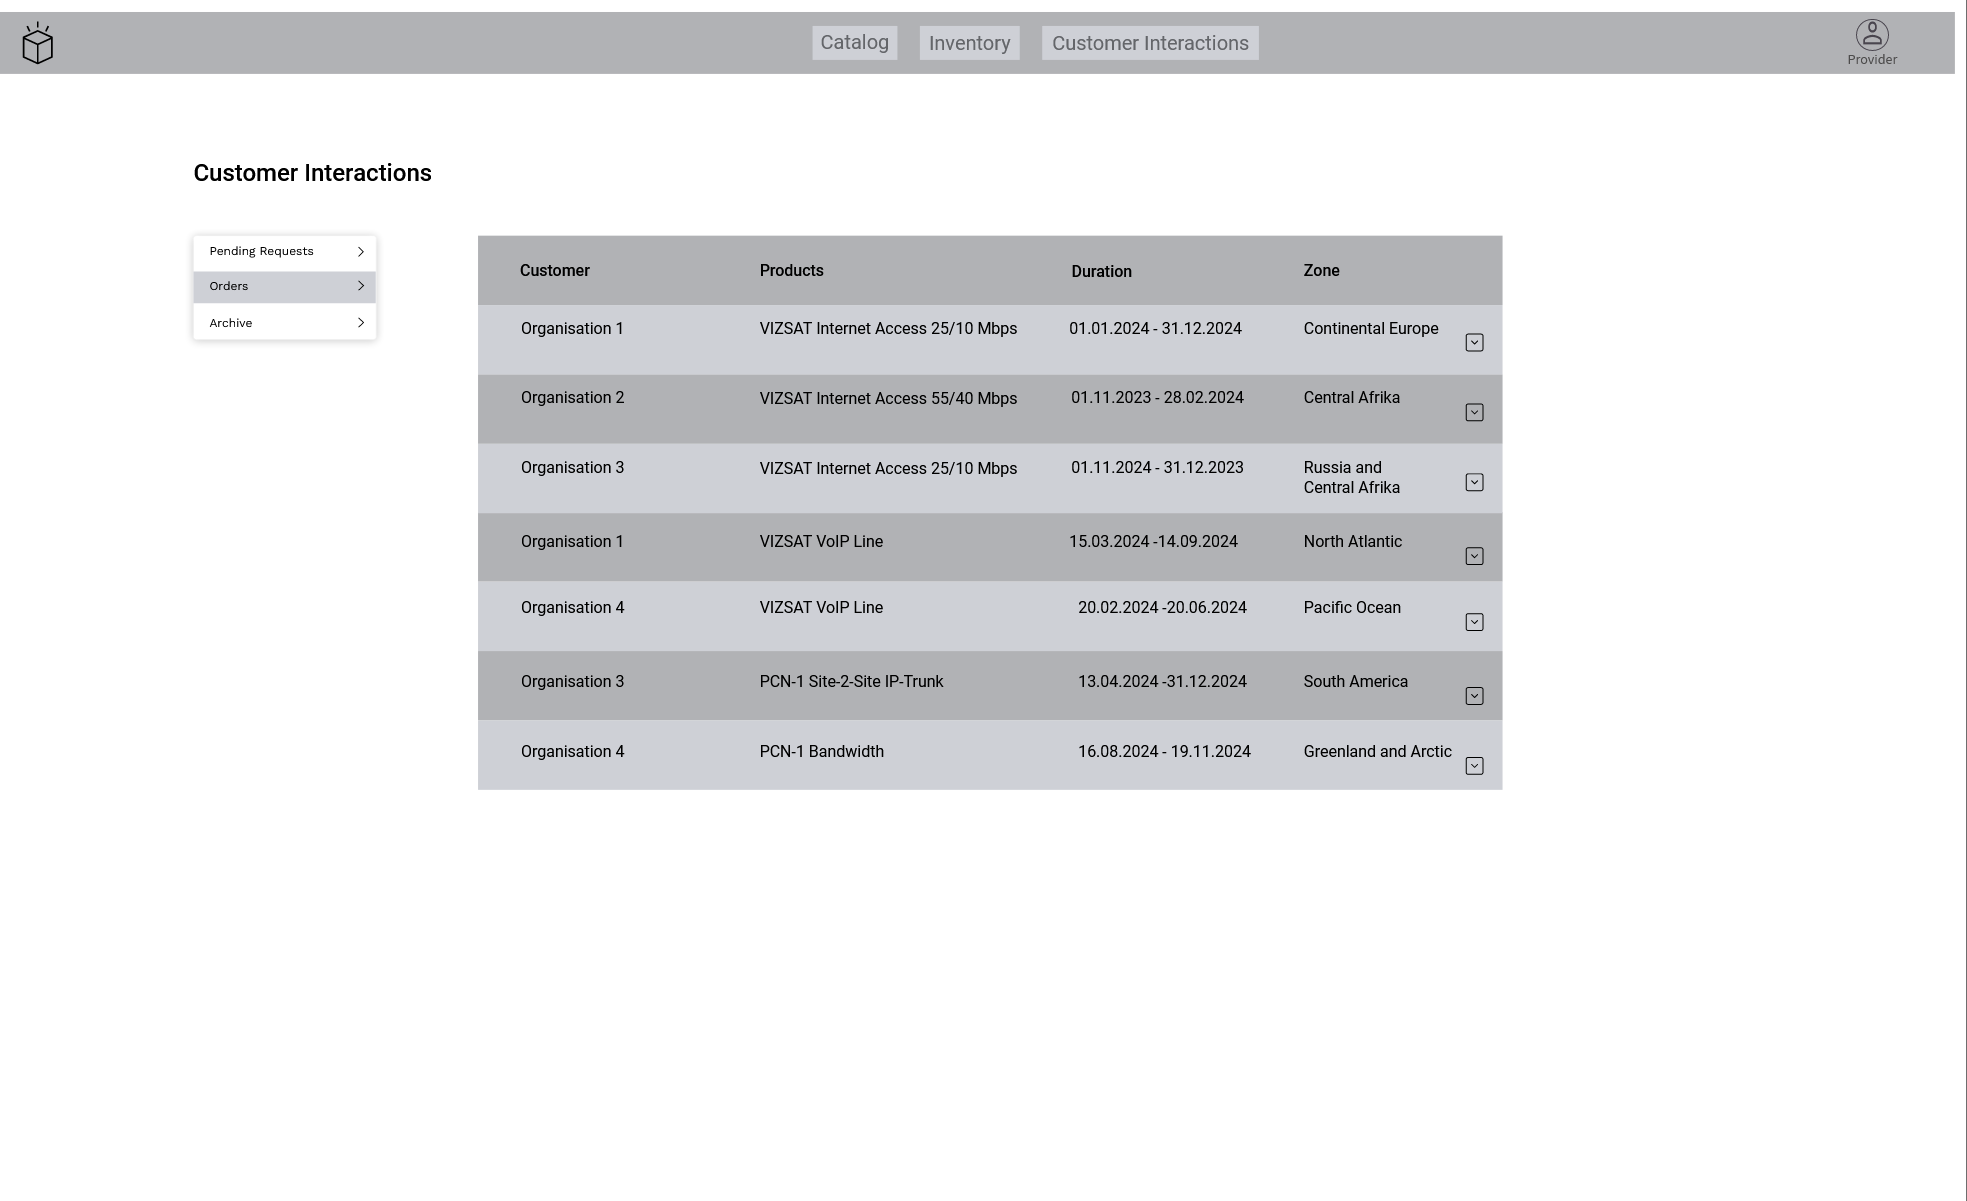 Catalog
Inventory
Customer Interactions
Provider
Customer Interactions
Pending Requests
Orders
Archive
Customer Products Duration Zone
Organisation 1 VIZSAT Internet Access 25/10 Mbps 01.01.2024 - 31.12.2024 Continental Europe
Organisation 2 VIZSAT Internet Access 55/40 Mbps 01.11.2023 - 28.02.2024 Central Afrika
Organisation 3 VIZSAT Internet Access 25/10 Mbps 01.11.2024 - 31.12.2023 Russia and
Central Afrika
Organisation 1 VIZSAT VoIP Line 15.03.2024 -14.09.2024 North Atlantic
Organisation 4 VIZSAT VoIP Line 20.02.2024 -20.06.2024 Pacific Ocean
Organisation 3 PCN-1 Site-2-Site IP-Trunk 13.04.2024 -31.12.2024 South America
Organisation 4 PCN-1 Bandwidth 16.08.2024 - 19.11.2024 Greenland and Arctic